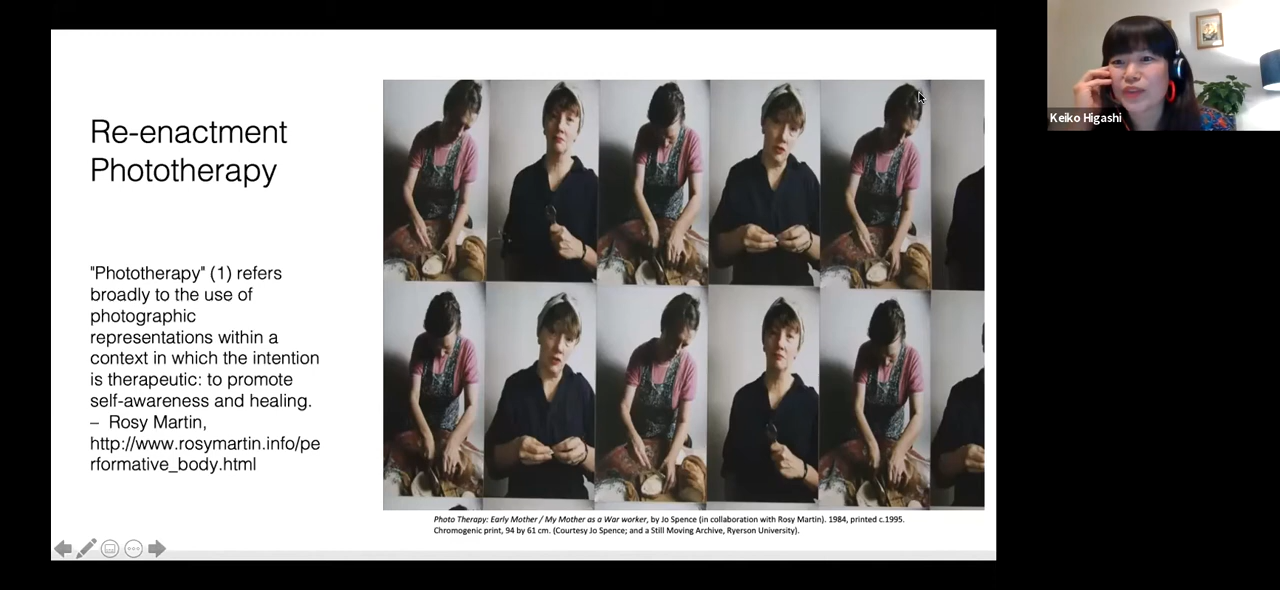 Re-enactment
Phototherapy
"Phototherapy" (1) refers
broadly to the use of
photographic
representations within a
context in which the intention
is therapeutic: to promote
self-awareness and healing.
– Rosy Martin,
http://www.rosymartin.info/pe
rformative_body.html
Photo Therapy: Early Mother / My Mother as a War worker, by Jo Spence (in collaboration with Rosy Martin). 1984, printed c.1995.
Chromogenic print, 94 by 61 cm. (Courtesy Jo Spence; and a Still Moving Archive, Ryerson University).
Keiko Higashi